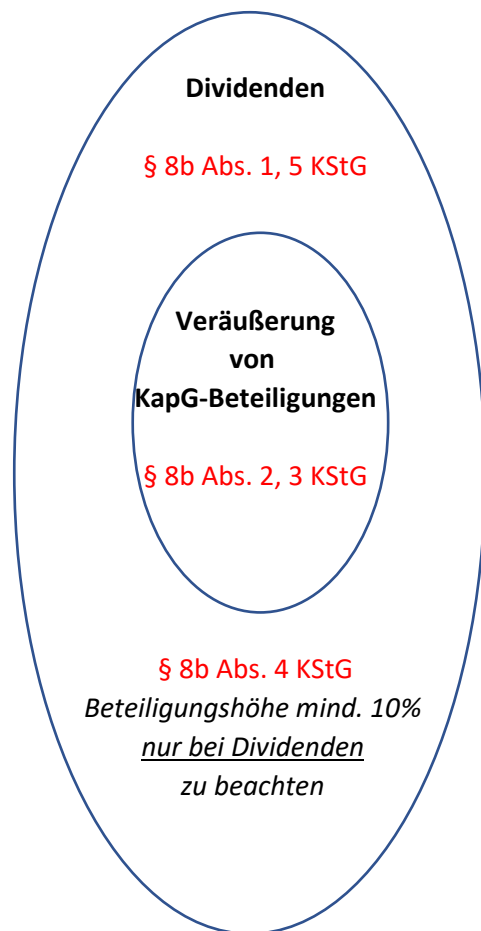 Dividenden
§ 8b Abs. 1, 5 KStG
Veräußerung
von
KapG-Beteiligungen
§ 8b Abs. 2, 3 KStG
§ 8b Abs. 4 KStG
Beteiligungshöhe mind. 10%
nur bei Dividenden
zu beachten